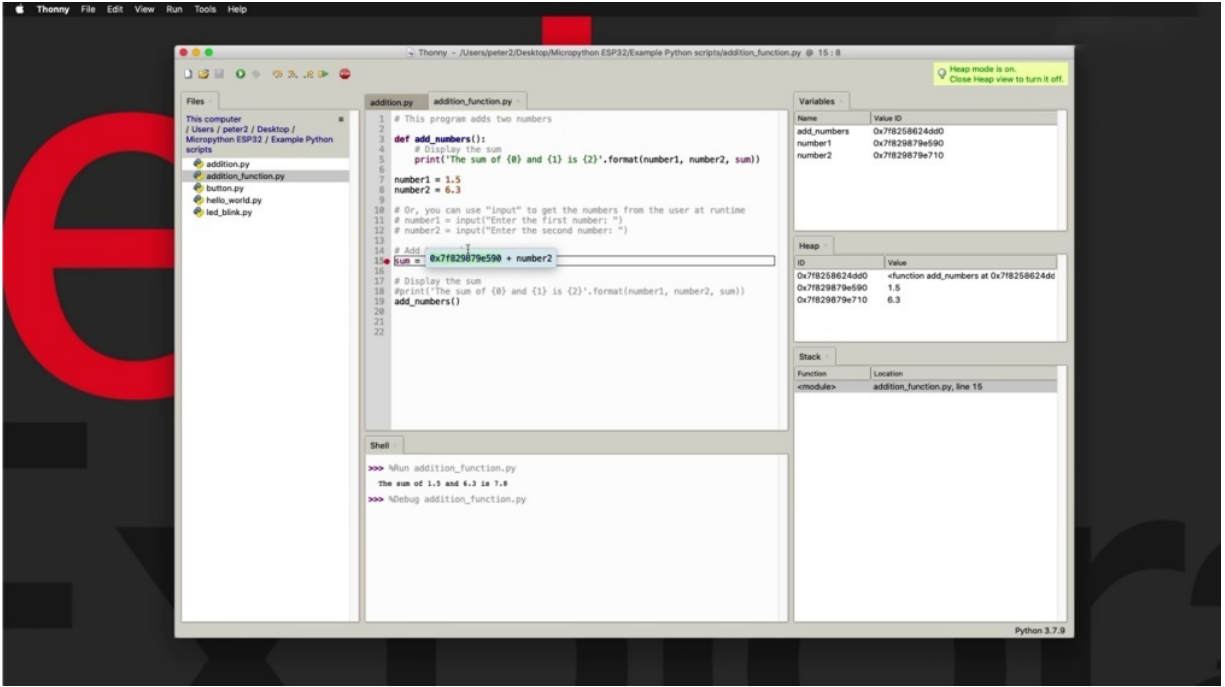 Thonny File Edit View Run Tools Help
Thonny - /Users/peter2/Desktop/Micropython ESP32/Example Python scripts/addition_function.py @ 15 : 8
Heap mode is on.
Close Heap view to turn it off.
Files
This computer
/ Users / peter2 / Desktop /
Micropython ESP32 / Example Python
scripts
addition.py
addition_function.py
button.py
hello_world.py
led_blink.py
addition.py addition_function.py
1 # This program adds two numbers
2
3 def add_numbers():
4 # Display the sum
5 print('The sum of {0} and {1} is {2}'.format(number1, number2, sum))
6
7 number1 = 1.5
8 number2 = 6.3
9
10 # Or, you can use "input" to get the numbers from the user at runtime
11 # number1 = input("Enter the first number: ")
12 # number2 = input("Enter the second number: ")
13
14 # Add
15 sum = 0x7f829879e590 + number2
16
17 # Display the sum
18 #print('The sum of {0} and {1} is {2}'.format(number1, number2, sum))
19 add_numbers()
20
21
22
Shell
>>> %Run addition_function.py
The sum of 1.5 and 6.3 is 7.8
>>> %Debug addition_function.py
Variables
Name Value ID
add_numbers 0x7f8258624dd0
number1 0x7f829879e590
number2 0x7f829879e710
Heap
ID Value
0x7f8258624dd0 <function add_numbers at 0x7f8258624dd
0x7f829879e590 1.5
0x7f829879e710 6.3
Stack
Function Location
<module> addition_function.py, line 15
Python 3.7.9